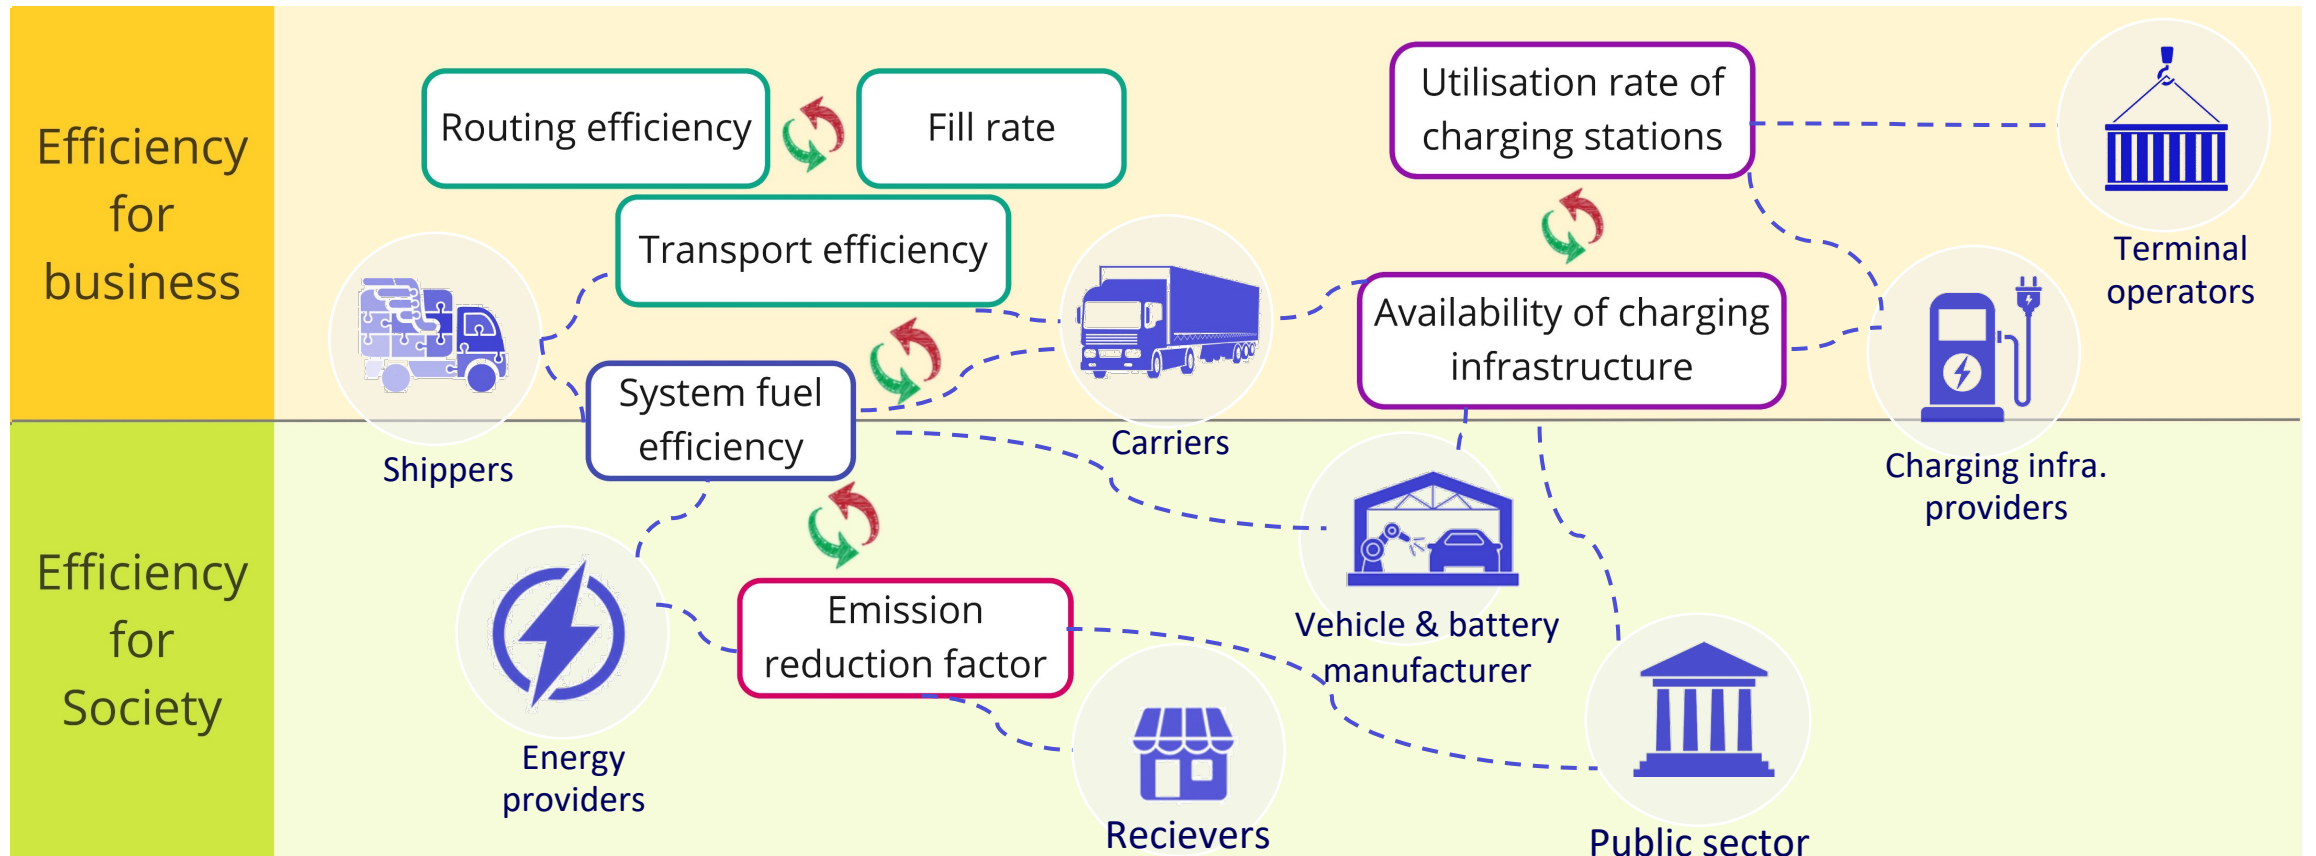 Efficiency
for
business
Routing efficiency
Fill rate
Transport efficiency
System fuel
efficiency
Utilisation rate of
charging stations
Availability of charging
infrastructure
Terminal
operators
Shippers
Carriers
Charging infra.
providers
Efficiency
for
Society
Emission
reduction factor
Vehicle & battery
manufacturer
Energy
providers
Recievers
Public sector